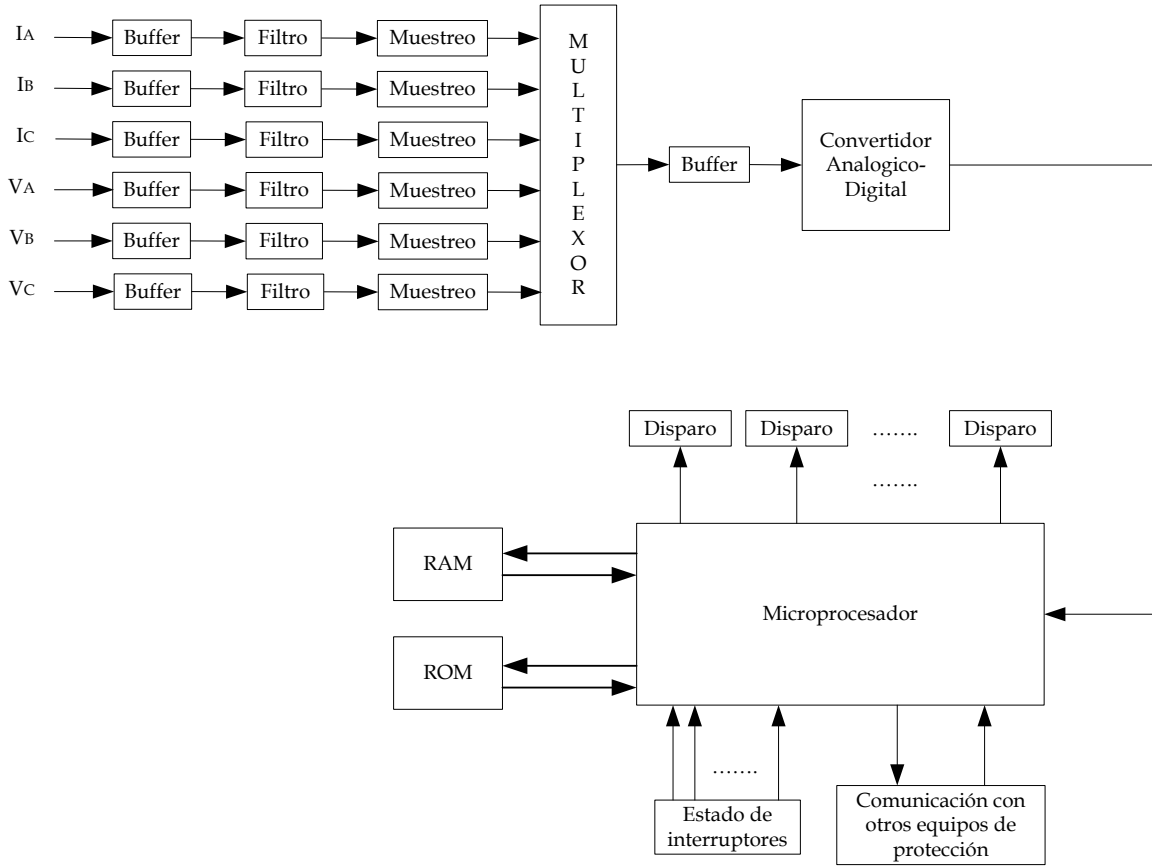 IA Buffer Filtro Muestreo
IB Buffer Filtro Muestreo
IC Buffer Filtro Muestreo
VA Buffer Filtro Muestreo
VB Buffer Filtro Muestreo
VC Buffer Filtro Muestreo
M
U
L
T
I
P
L
E
X
O
R
Buffer
Convertidor
Analogico-
Digital
Disparo Disparo ....... Disparo
.......
RAM
Microprocesador
ROM
.......
Estado de
interruptores
Comunicación con
otros equipos de
protección